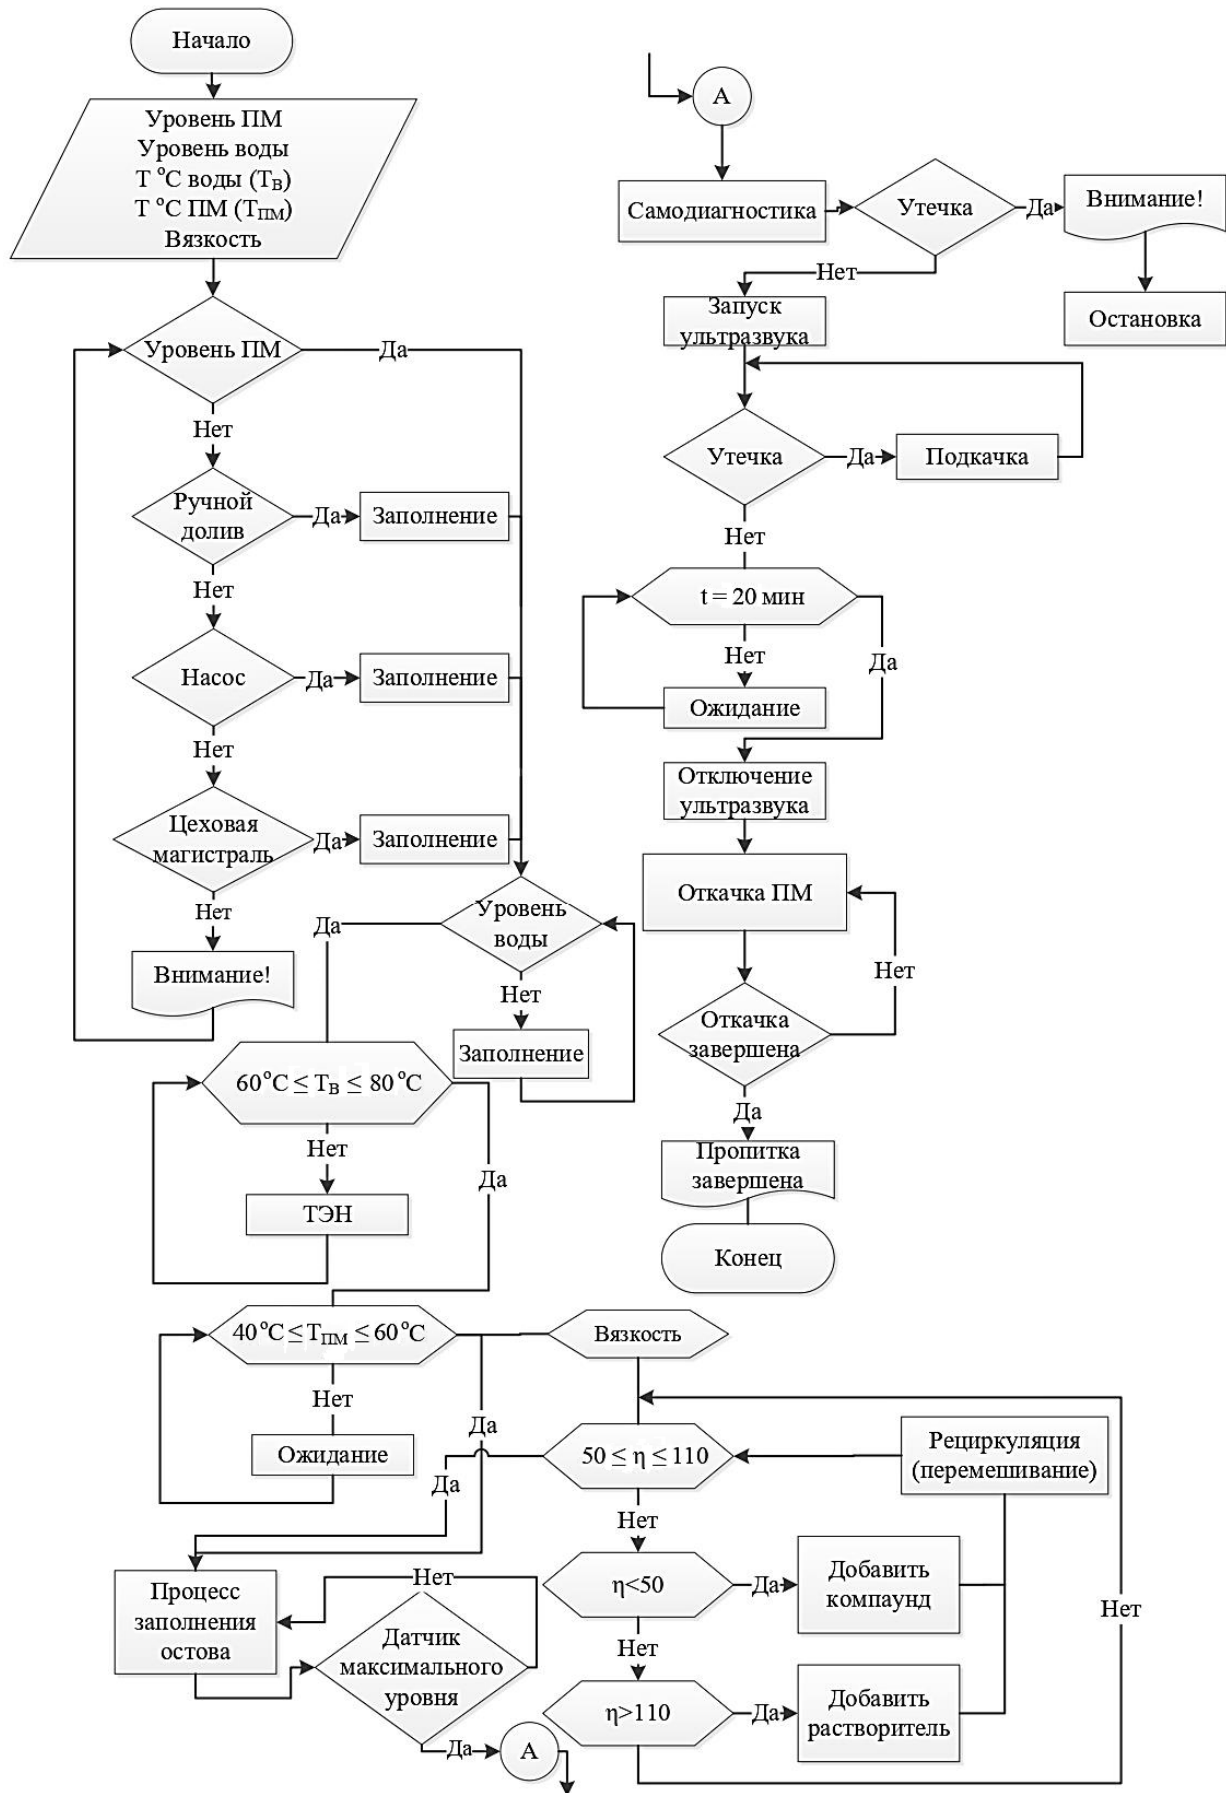 Начало
Уровень ПМ
Уровень воды
Т °С воды (Тв)
Т °С ПМ (Тпм)
Вязкость
Уровень ПМ
Да
Нет
Ручной
долив
Да
Заполнение
Нет
Насос
Да
Заполнение
Нет
Цеховая
магистраль
Да
Заполнение
Нет
Внимание!
Уровень
воды
Да
Нет
Заполнение
60 °С ≤ Тв ≤ 80 °С
Нет
Да
ТЭН
40 °С ≤ Тпм ≤ 60 °С
Нет
Да
Ожидание
Вязкость
50 ≤ η ≤ 110
Да
Рециркуляция
(перемешивание)
Нет
η<50
Да
Добавить
компаунд
Нет
Нет
η>110
Да
Добавить
растворитель
Процесс
заполнения
остова
Нет
Датчик
максимального
уровня
Да
А
А
Самодиагностика
Утечка
Да
Внимание!
Остановка
Нет
Запуск
ультразвука
Утечка
Да
Подкачка
Нет
t = 20 мин
Нет
Да
Ожидание
Отключение
ультразвука
Откачка ПМ
Нет
Откачка
завершена
Да
Пропитка
завершена
Конец